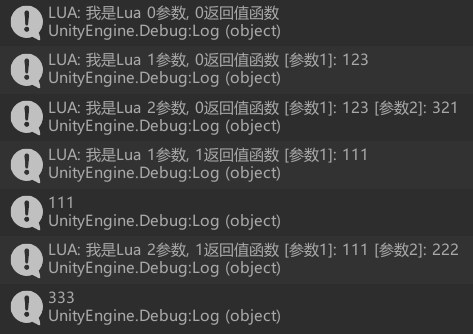 LUA: 我是Lua 0参数, 0返回值函数
UnityEngine.Debug:Log (object)
LUA: 我是Lua 1参数, 0返回值函数 [参数1]: 123
UnityEngine.Debug:Log (object)
LUA: 我是Lua 2参数, 0返回值函数 [参数1]: 123 [参数2]: 321
UnityEngine.Debug:Log (object)
LUA: 我是Lua 1参数, 1返回值函数 [参数1]: 111
UnityEngine.Debug:Log (object)
111
UnityEngine.Debug:Log (object)
LUA: 我是Lua 2参数, 1返回值函数 [参数1]: 111 [参数2]: 222
UnityEngine.Debug:Log (object)
333
UnityEngine.Debug:Log (object)